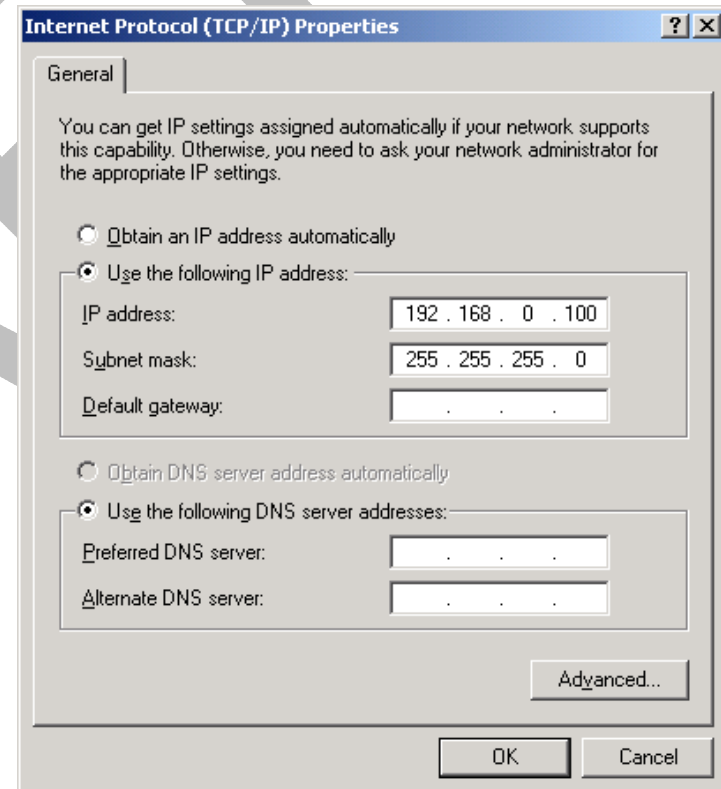 Internet Protocol (TCP/IP) Properties
General
You can get IP settings assigned automatically if your network supports
this capability. Otherwise, you need to ask your network administrator for
the appropriate IP settings.
Obtain an IP address automatically
Use the following IP address:
IP address: 192 . 168 . 0 . 100
Subnet mask: 255 . 255 . 255 . 0
Default gateway: . . .
Obtain DNS server address automatically
Use the following DNS server addresses:
Preferred DNS server: . . .
Alternate DNS server: . . .
Advanced...
OK Cancel